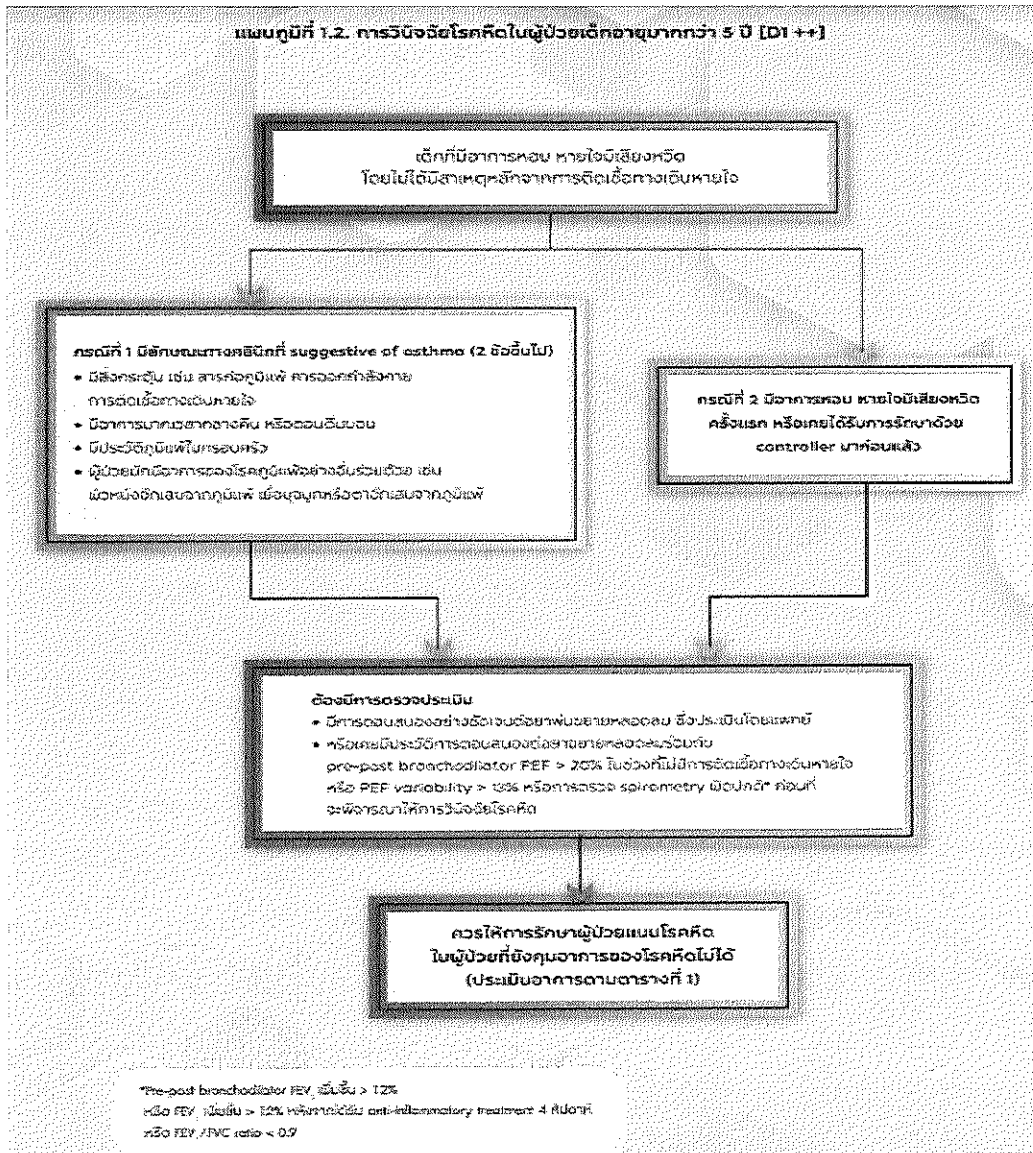 แผนภูมิที่ 1.2. การวินิจฉัยโรคหืดในผู้ป่วยเด็กอายุมากกว่า 5 ปี [D1 ++]
เด็กที่มีอาการหอบ หายใจมีเสียงหวีด
โดยไม่ได้มีสาเหตุหลักจากการติดเชื้อทางเดินหายใจ
กรณีที่ 1 มีลักษณะทางคลินิกที่ suggestive of asthma (2 ข้อขึ้นไป)
• มีสิ่งกระตุ้น เช่น สารก่อภูมิแพ้ การออกกำลังกาย
การติดเชื้อทางเดินหายใจ
• มีอาการมากเวลากลางคืน หรือตอนตื่นนอน
• มีประวัติภูมิแพ้ในครอบครัว
• ผู้ป่วยมักมีอาการของโรคภูมิแพ้อย่างอื่นร่วมด้วย เช่น
ผิวหนังอักเสบจากภูมิแพ้ เยื่อบุจมูกหรือตาอักเสบจากภูมิแพ้
กรณีที่ 2 มีอาการหอบ หายใจมีเสียงหวีด
ครั้งแรก หรือเคยได้รับการรักษาด้วย
controller มาก่อนแล้ว
ต้องมีการตรวจประเมิน
• มีการตอบสนองอย่างชัดเจนต่อยาพ่นขยายหลอดลม ซึ่งประเมินโดยแพทย์
• หรือเคยมีประวัติการตอบสนองต่อยาขยายหลอดลมร่วมกับ
pre-post bronchodilator PEF > 20% ในช่วงที่ไม่มีการติดเชื้อทางเดินหายใจ
หรือ PEF variability > 13% หรือการตรวจ spirometry ผิดปกติ* ก่อนที่
จะพิจารณาให้การวินิจฉัยโรคหืด
ควรให้การรักษาผู้ป่วยแบบโรคหืด
ในผู้ป่วยที่ยังคุมอาการของโรคหืดไม่ได้
(ประเมินอาการตามตารางที่ 1)
*Pre-post bronchodilator FEV₁ เพิ่มขึ้น > 12%
หรือ FEV₁ เพิ่มขึ้น > 12% หลังจากได้รับ anti-inflammatory treatment 4 สัปดาห์
หรือ FEV₁/FVC ratio < 0.9